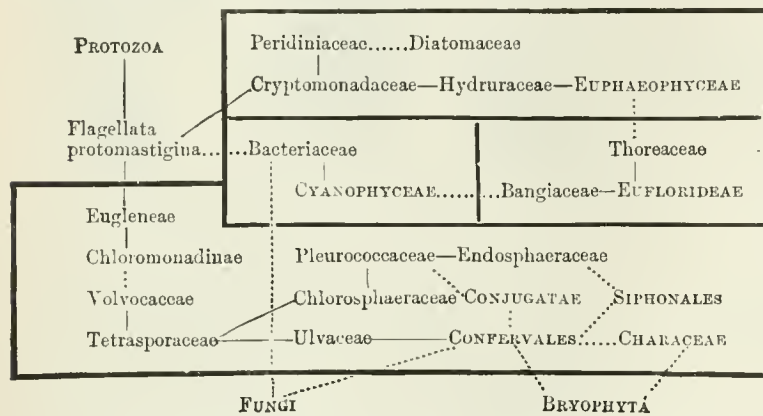 Peridiniaceae......Diatomaceae
PROTOZOA
Cryptomonadaceae—Hydruraceae—EUPHAEOPHYCEAE
Flagellata
protomastigina......Bacteriaceae
Thoreaceae
CYANOPHYCEAE......Bangiaceae—EUFLORIDEAE
Eugleneae
Chloromonadinae
Pleurococcaceae—Endosphaeraceae
Volvocaceae
Chlorosphaeraceae CONJUGATAE SIPHONALES
Tetrasporaceae—Ulvaceae—CONFERVALES......CHARACEAE
FUNGI
BRYOPHYTA